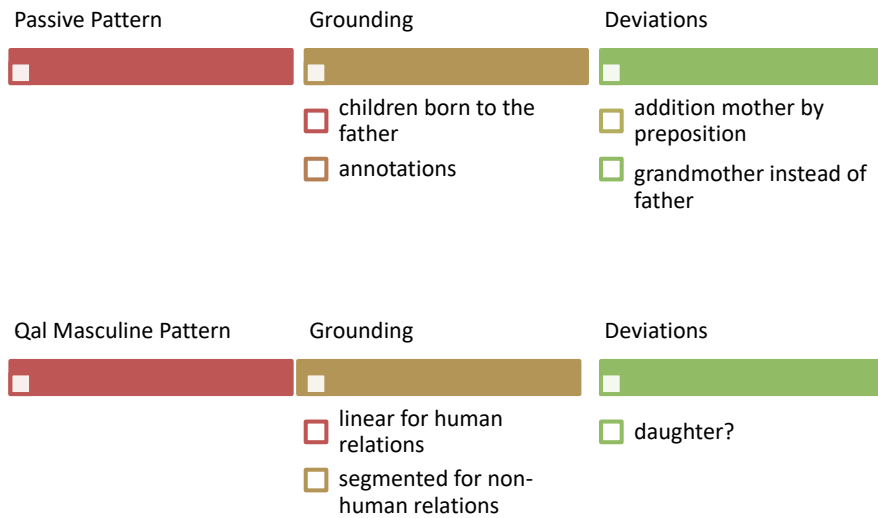 Passive Pattern
Grounding
Deviations
children born to the
father
annotations
addition mother by
preposition
grandmother instead of
father
Qal Masculine Pattern
Grounding
Deviations
linear for human
relations
segmented for non-
human relations
daughter?